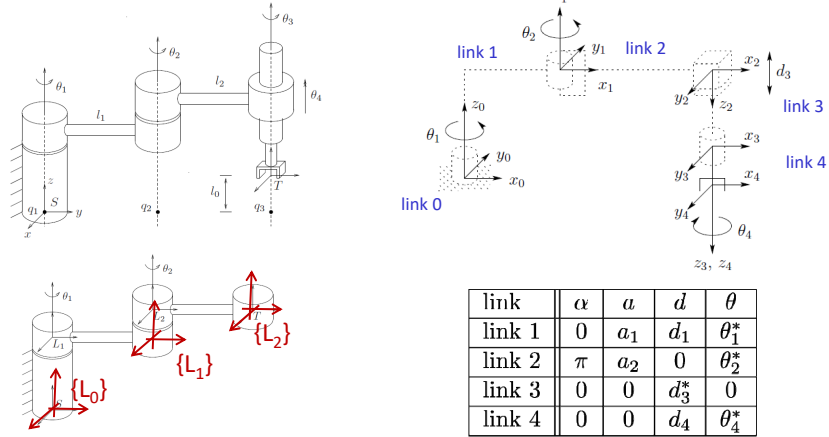 θ₃
θ₂
θ₁
l₂
θ₄
l₁
z
S
q₁
y
x
q₂
l₀
T
q₃
θ₂
y₁
link 1
link 2
x₁
x₂
d₃
y₂
z₂
link 3
z₀
θ₁
y₀
x₀
link 0
x₃
y₃
link 4
x₄
y₄
θ₄
z₃, z₄
θ₁
θ₂
L₁
L₂
T
{L₂}
{L₁}
{L₀}
S
link α a d θ
link 1 0 a₁ d₁ θ₁*
link 2 π a₂ 0 θ₂*
link 3 0 0 d₃* 0
link 4 0 0 d₄ θ₄*